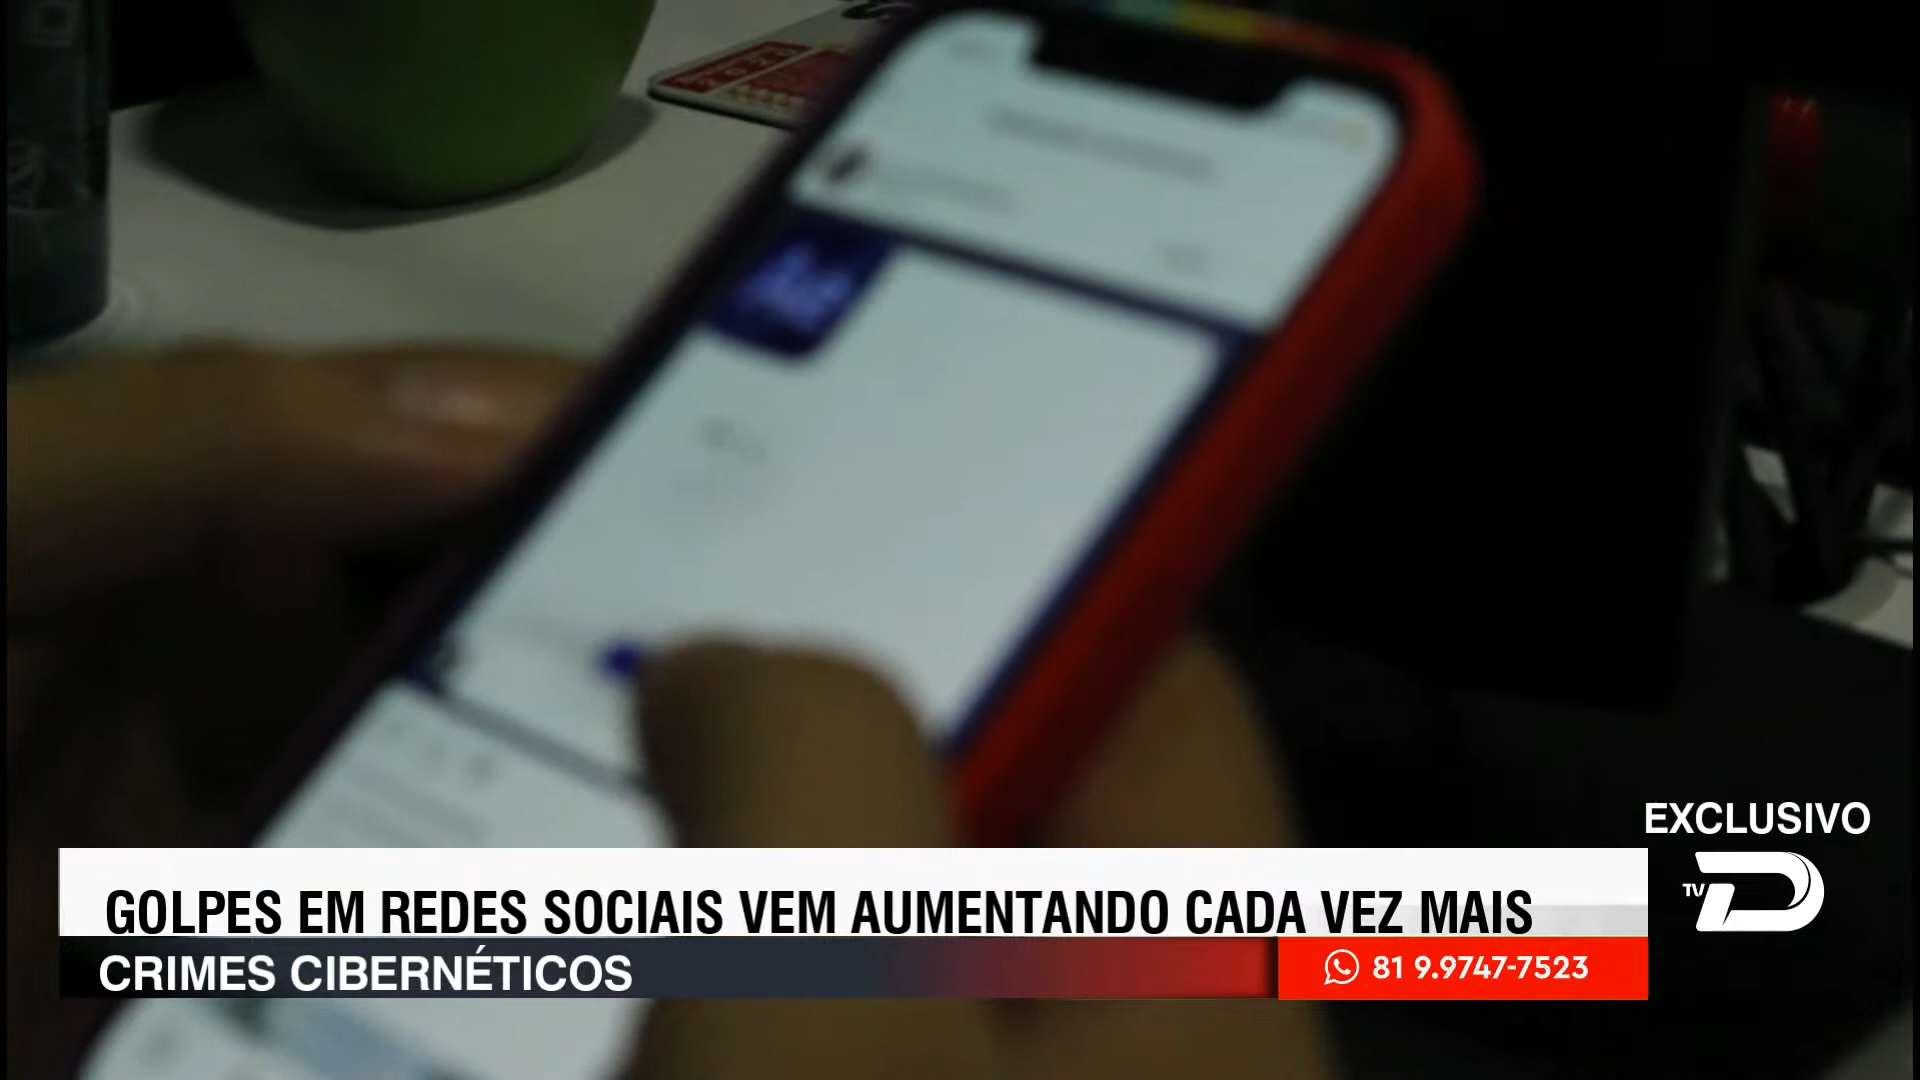 EXCLUSIVO
TV D
GOLPES EM REDES SOCIAIS VEM AUMENTANDO CADA VEZ MAIS
CRIMES CIBERNÉTICOS
81 9.9747-7523